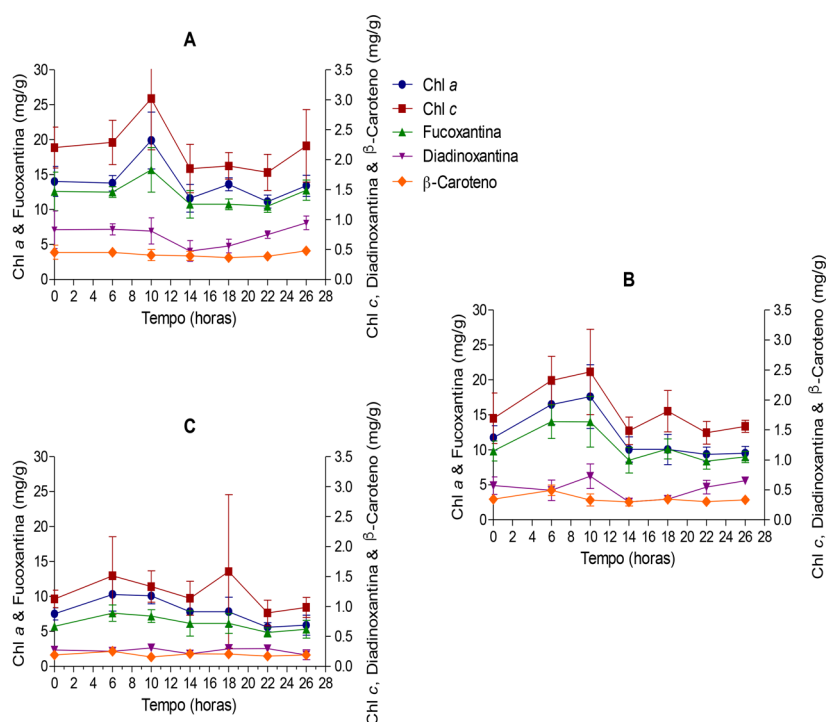 A
30
25
20
15
10
5
0
3.5
3.0
2.5
2.0
1.5
1.0
0.5
0.0
0 2 4 6 8 10 12 14 16 18 20 22 24 26 28
Tempo (horas)
Chl a & Fucoxantina (mg/g)
Chl c, Diadinoxantina & β-Caroteno (mg/g)
Chl a
Chl c
Fucoxantina
Diadinoxantina
β-Caroteno
B
30
25
20
15
10
5
0
3.5
3.0
2.5
2.0
1.5
1.0
0.5
0.0
0 2 4 6 8 10 12 14 16 18 20 22 24 26 28
Tempo (horas)
Chl a & Fucoxantina (mg/g)
Chl c, Diadinoxantina & β-Caroteno (mg/g)
C
30
25
20
15
10
5
0
3.5
3.0
2.5
2.0
1.5
1.0
0.5
0.0
0 2 4 6 8 10 12 14 16 18 20 22 24 26 28
Tempo (horas)
Chl a & Fucoxantina (mg/g)
Chl c, Diadinoxantina & β-Caroteno (mg/g)